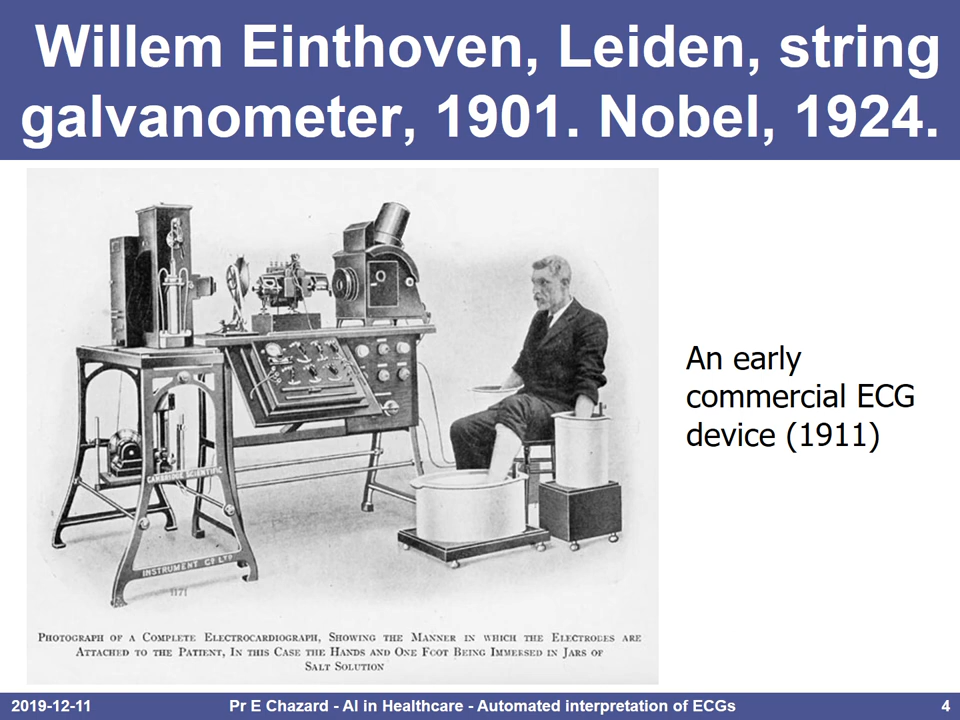 Willem Einthoven, Leiden, string
galvanometer, 1901. Nobel, 1924.
An early
commercial ECG
device (1911)
CAMBRIDGE SCIENTIFIC
INSTRUMENT CO LTD
1171
PHOTOGRAPH OF A COMPLETE ELECTROCARDIOGRAPH, SHOWING THE MANNER IN WHICH THE ELECTRODES ARE
ATTACHED TO THE PATIENT, IN THIS CASE THE HANDS AND ONE FOOT BEING IMMERSED IN JARS OF
SALT SOLUTION
2019-12-11
Pr E Chazard - AI in Healthcare - Automated interpretation of ECGs
4